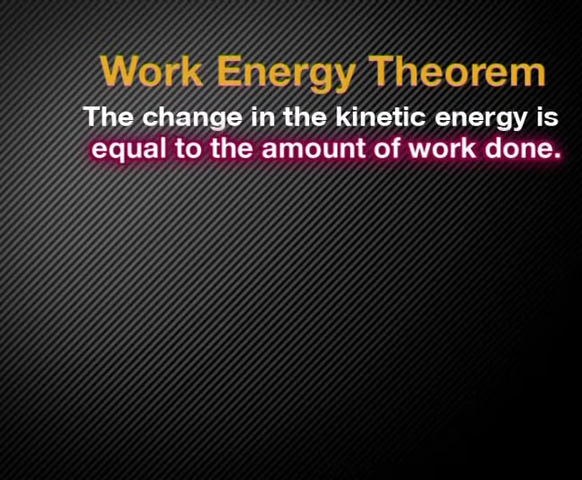 Work Energy Theorem
The change in the kinetic energy is
equal to the amount of work done.